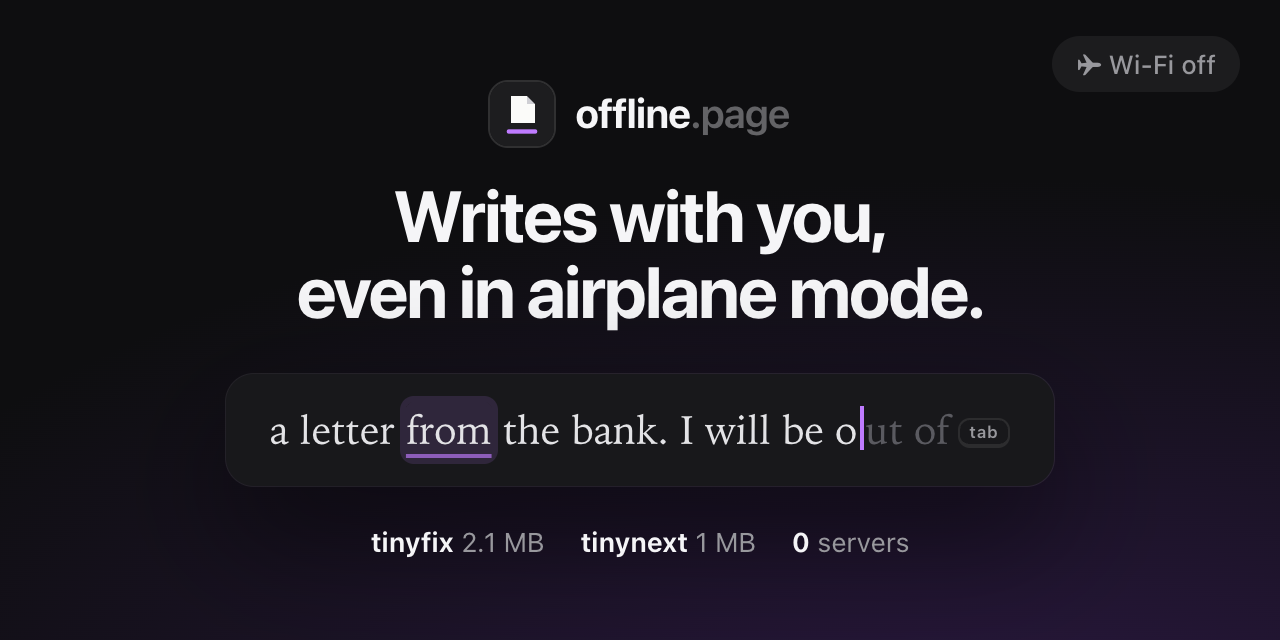 Wi-Fi off
offline.page
Writes with you,
even in airplane mode.
a letter from the bank. I will be out of tab
tinyfix 2.1 MB tinynext 1 MB 0 servers